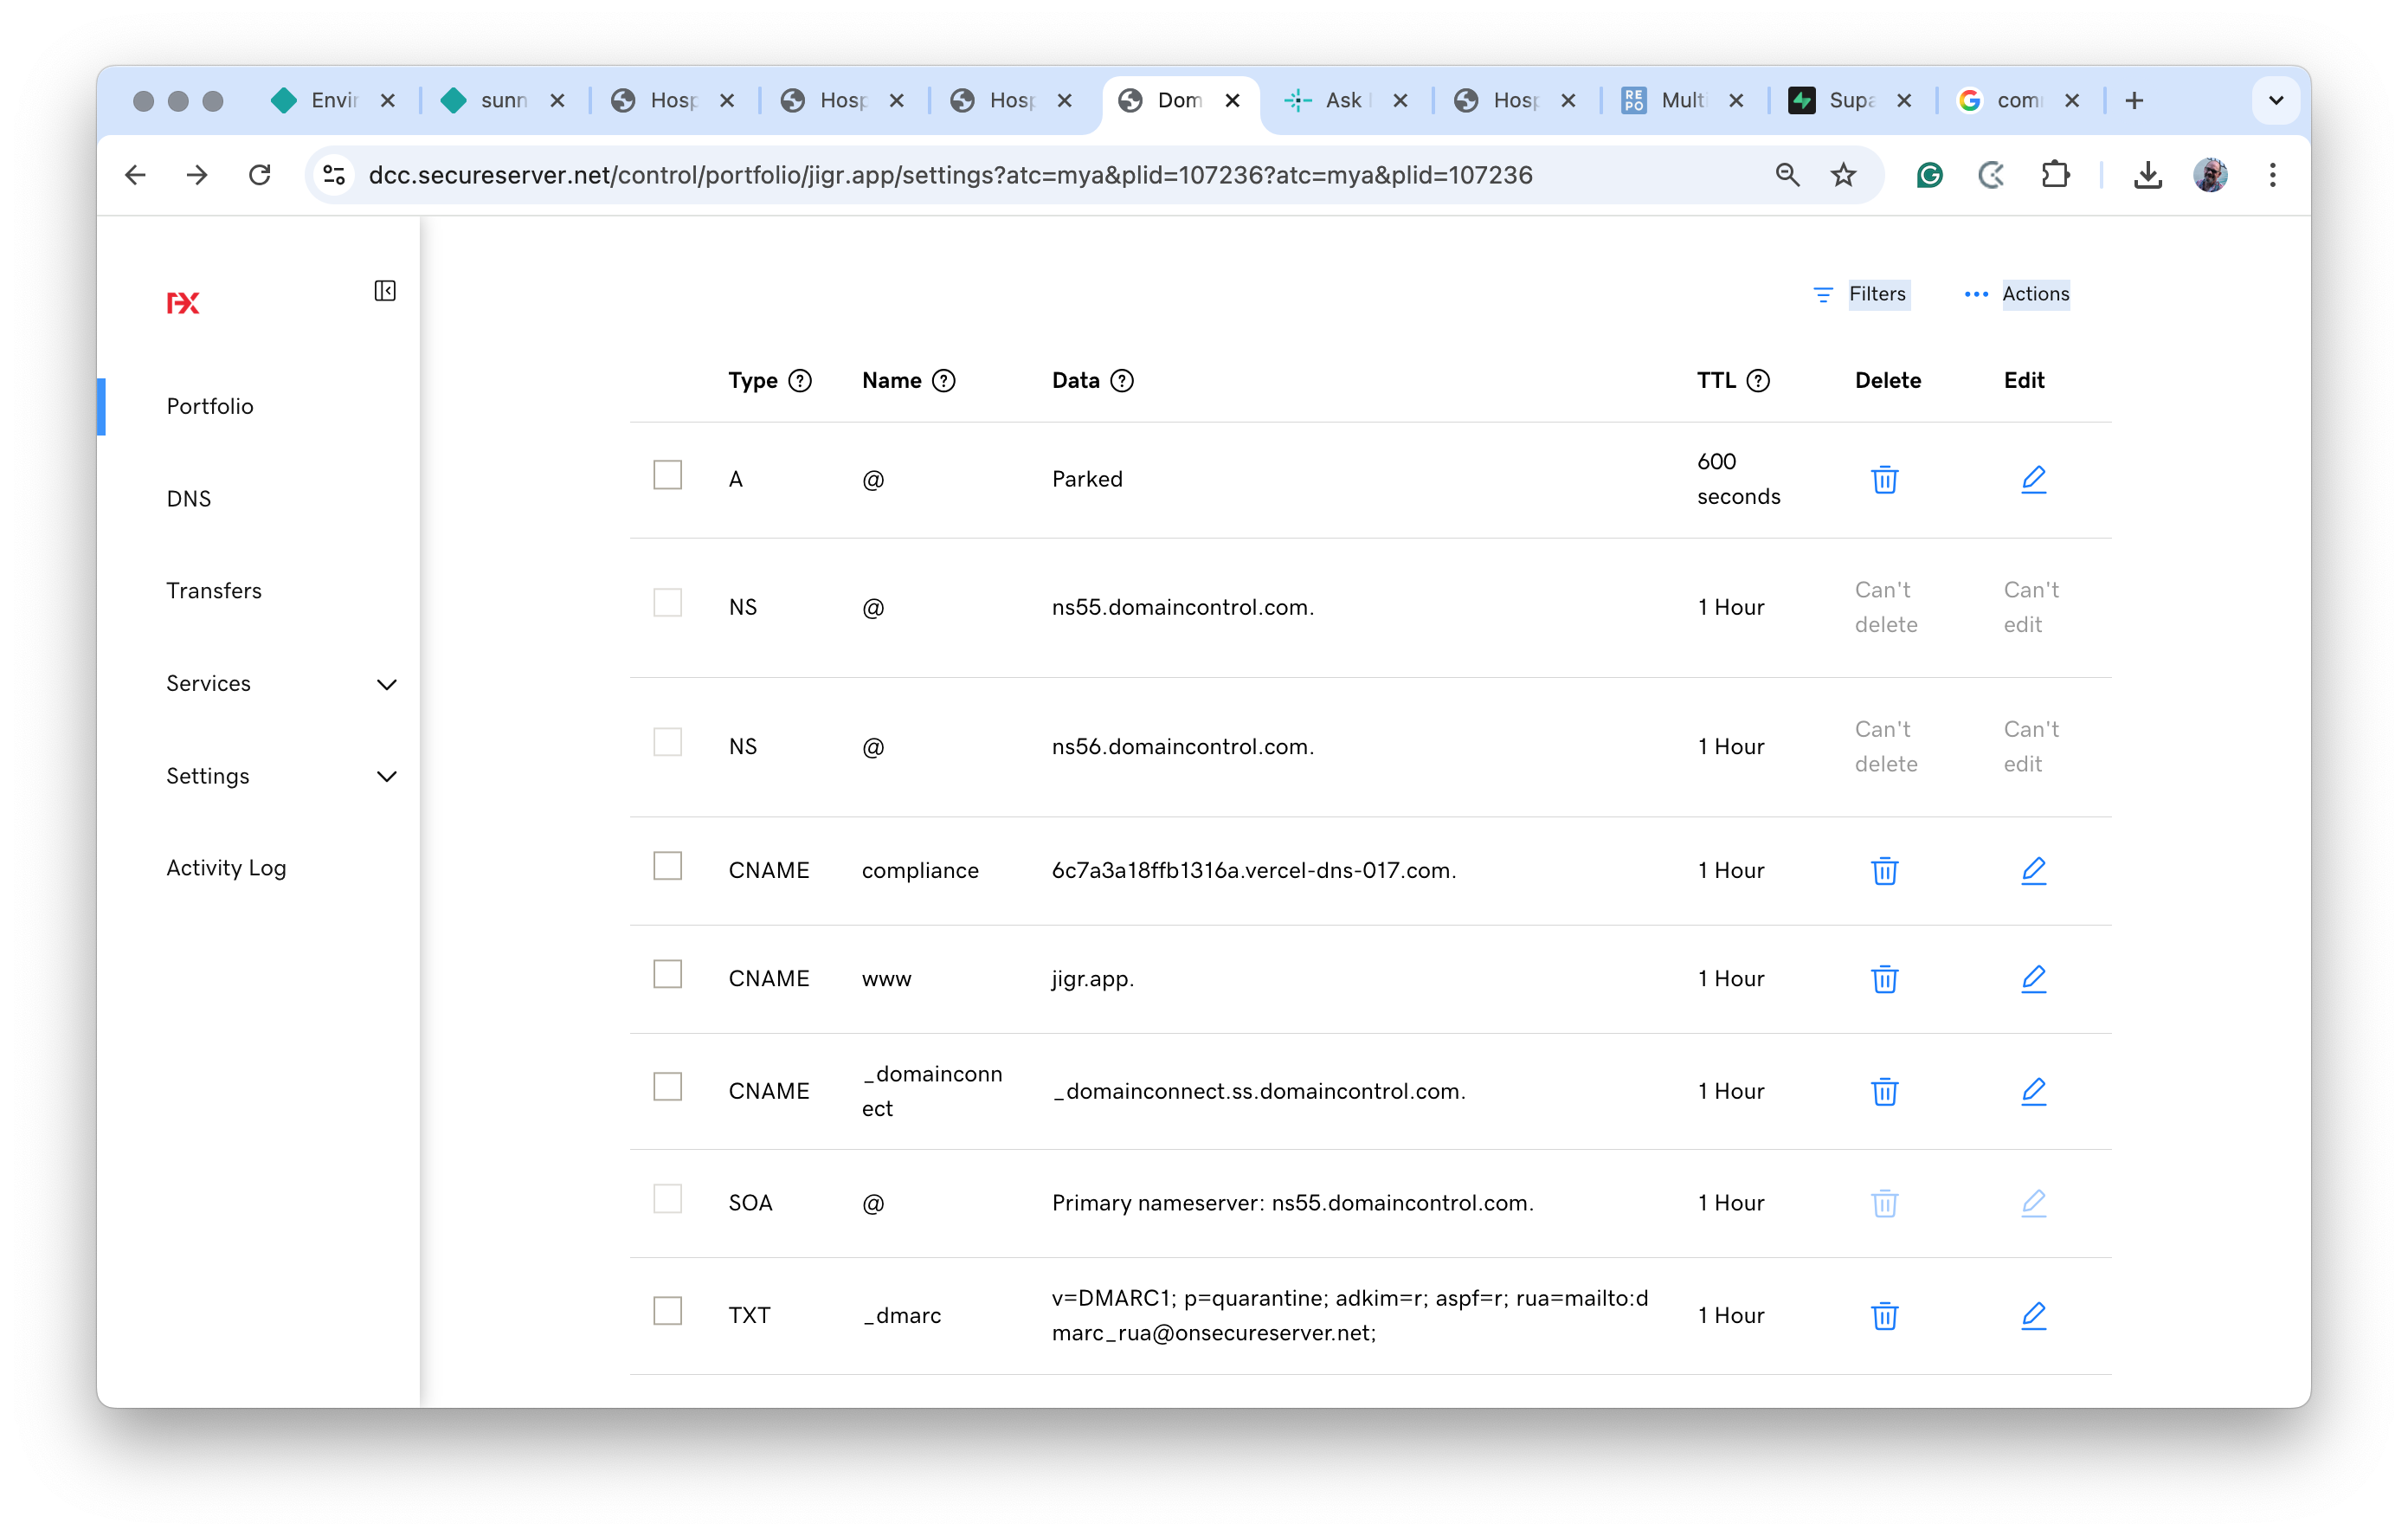 Envir
sunn
Hosp
Hosp
Hosp
Dom
Ask
Hosp
Mult
Supa
com
dcc.secureserver.net/control/portfolio/jigr.app/settings?atc=mya&plid=107236?atc=mya&plid=107236
Portfolio
DNS
Transfers
Services
Settings
Activity Log
Filters
Actions
Type Name Data TTL Delete Edit
A @ Parked 600
seconds
NS @ ns55.domaincontrol.com. 1 Hour Can't
delete Can't
edit
NS @ ns56.domaincontrol.com. 1 Hour Can't
delete Can't
edit
CNAME compliance 6c7a3a18ffb1316a.vercel-dns-017.com. 1 Hour
CNAME www jigr.app. 1 Hour
CNAME _domainconn
ect _domainconnect.ss.domaincontrol.com. 1 Hour
SOA @ Primary nameserver: ns55.domaincontrol.com. 1 Hour
TXT _dmarc v=DMARC1; p=quarantine; adkim=r; aspf=r; rua=mailto:d
marc_rua@onsecureserver.net; 1 Hour